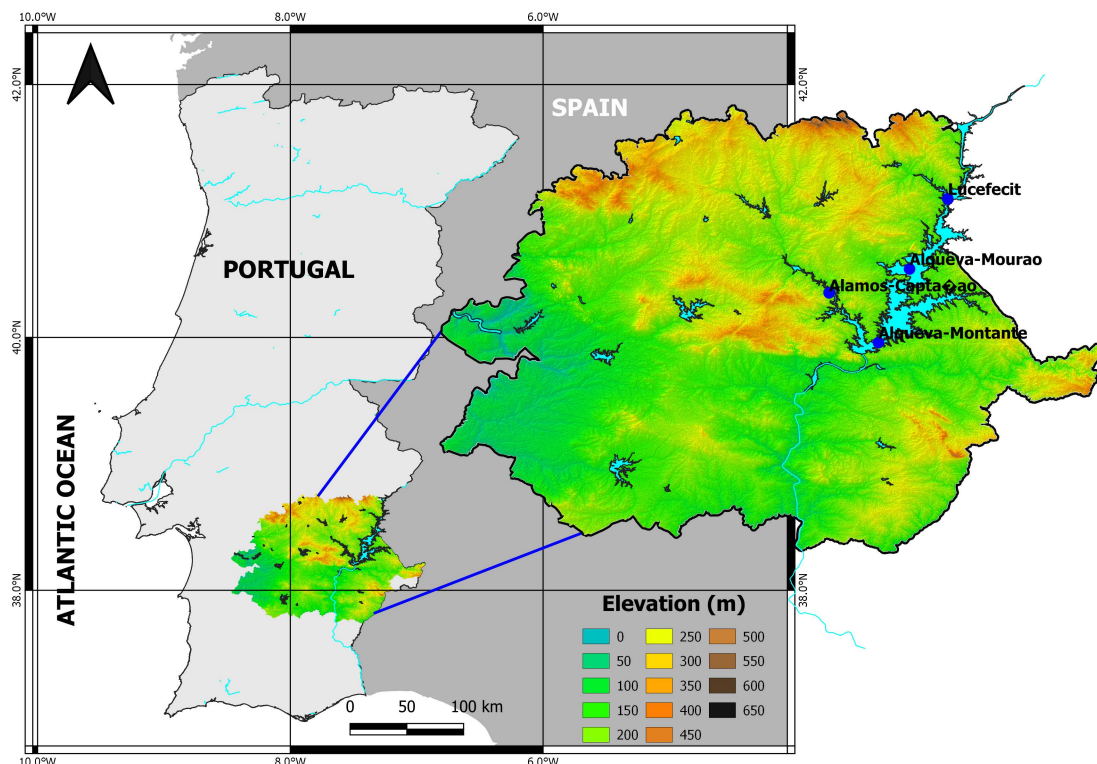 10.0°W 8.0°W 6.0°W
42.0°N 42.0°N
SPAIN
Lucefecit
PORTUGAL
Alqueva-Mourao
Alamos-Capta�ao
Alqueva-Montante
40.0°N
ATLANTIC OCEAN
38.0°N 38.0°N
Elevation (m)
0 250 500
50 300 550
100 350 600
150 400 650
200 450
0 50 100 km
10.0°W 8.0°W 6.0°W